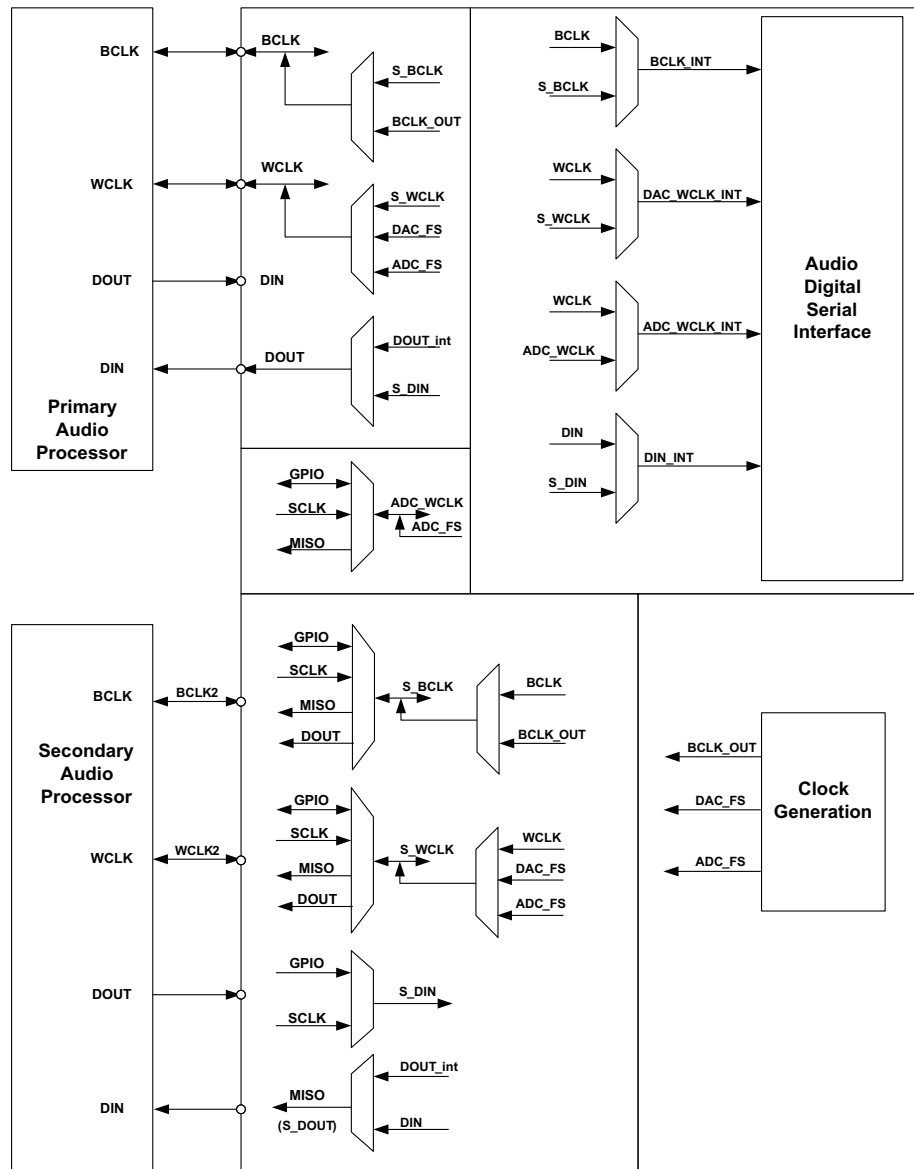 BCLK
BCLK
S_BCLK
BCLK_OUT
WCLK
WCLK
S_WCLK
DAC_FS
ADC_FS
DOUT
DIN
DIN
DOUT
DOUT_int
S_DIN
Primary
Audio
Processor
BCLK
S_BCLK
BCLK_INT
WCLK
S_WCLK
DAC_WCLK_INT
WCLK
ADC_WCLK
ADC_WCLK_INT
DIN
S_DIN
DIN_INT
Audio
Digital
Serial
Interface
GPIO
SCLK
MISO
ADC_WCLK
ADC_FS
BCLK
BCLK2
Secondary
Audio
Processor
WCLK
WCLK2
DOUT
DIN
GPIO
SCLK
MISO
DOUT
S_BCLK
BCLK
BCLK_OUT
GPIO
SCLK
MISO
DOUT
S_WCLK
WCLK
DAC_FS
ADC_FS
GPIO
SCLK
S_DIN
MISO
(S_DOUT)
DOUT_int
DIN
BCLK_OUT
DAC_FS
ADC_FS
Clock
Generation